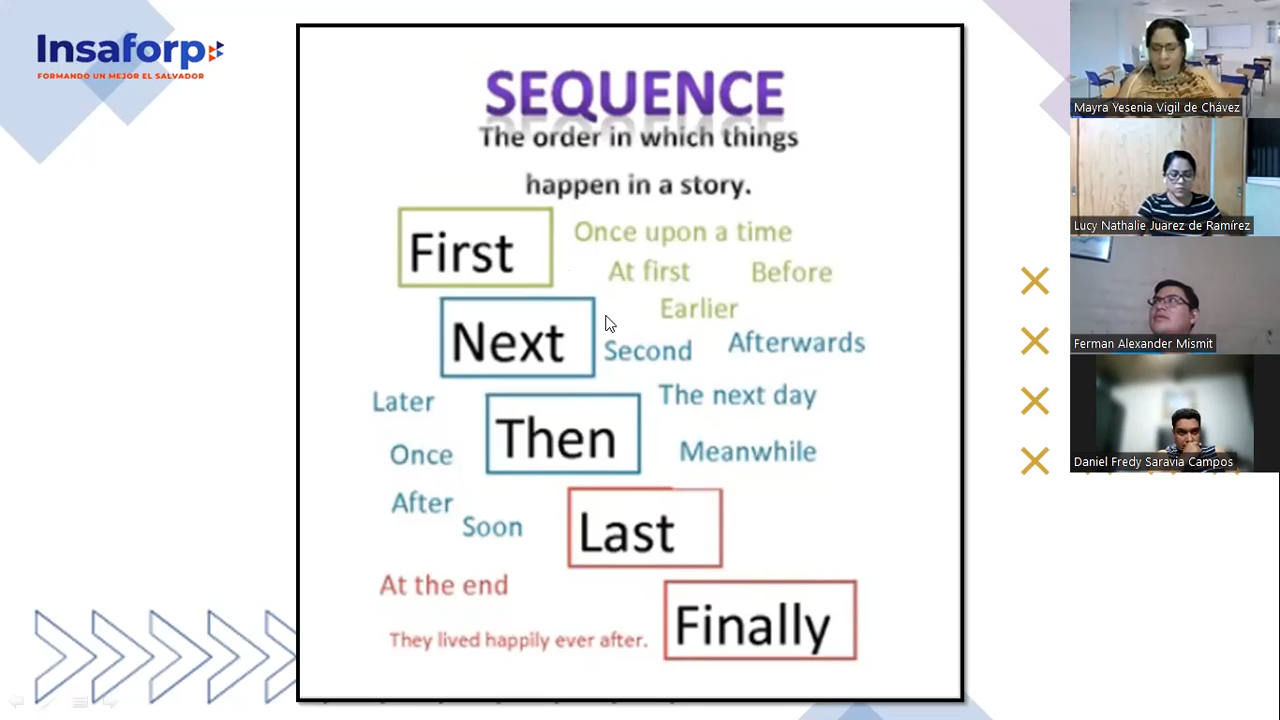 Insaforp
FORMANDO UN MEJOR EL SALVADOR
SEQUENCE
The order in which things
happen in a story.
First
Once upon a time
At first
Before
Earlier
Next
Second
Afterwards
Later
Then
The next day
Once
Meanwhile
After
Soon
Last
At the end
Finally
They lived happily ever after.
Mayra Yesenia Vigil de Chávez
Lucy Nathalie Juarez de Ramírez
Ferman Alexander Mismit
Daniel Fredy Saravia Campos